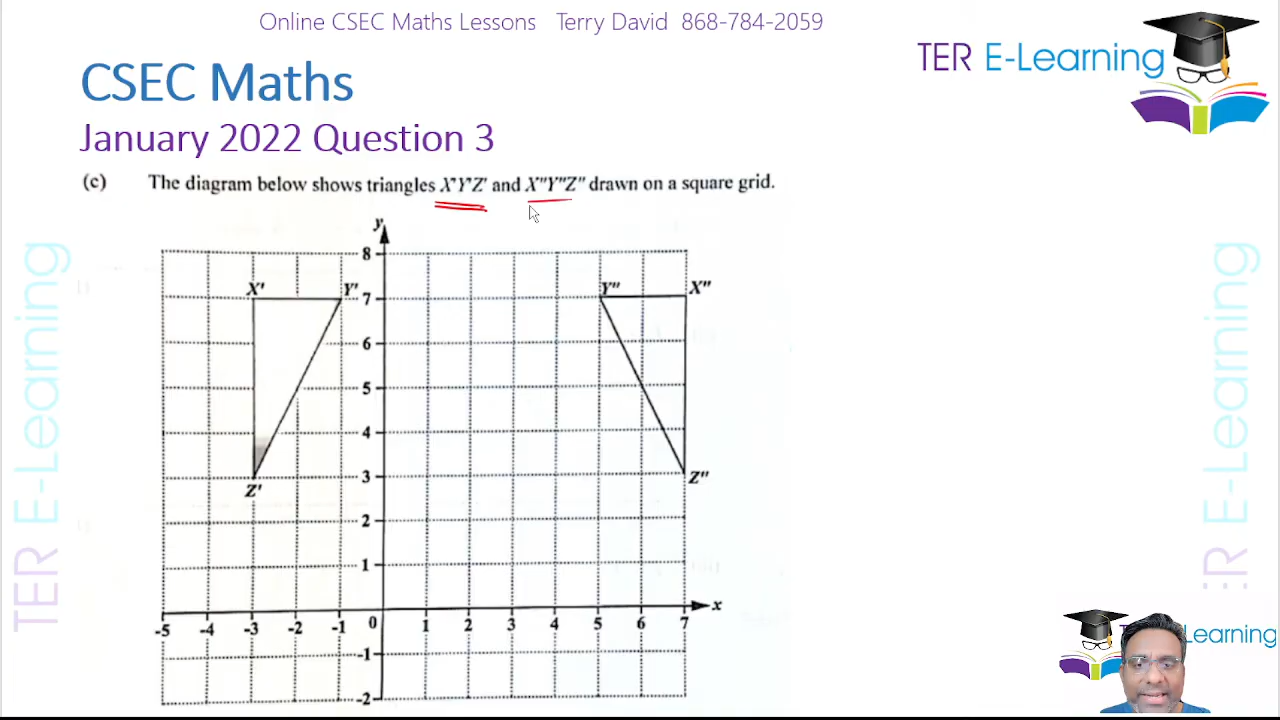 Online CSEC Maths Lessons Terry David 868-784-2059
TER E-Learning
CSEC Maths
January 2022 Question 3
(c) The diagram below shows triangles X'Y'Z' and X"Y"Z" drawn on a square grid.
y
8
X' Y' 7 Y" X"
6
5
4
Z' 3 Z"
2
1
x
-5 -4 -3 -2 -1 0 1 2 3 4 5 6 7
-1
-2
TER E-Learning
ER E-Learning
Learning